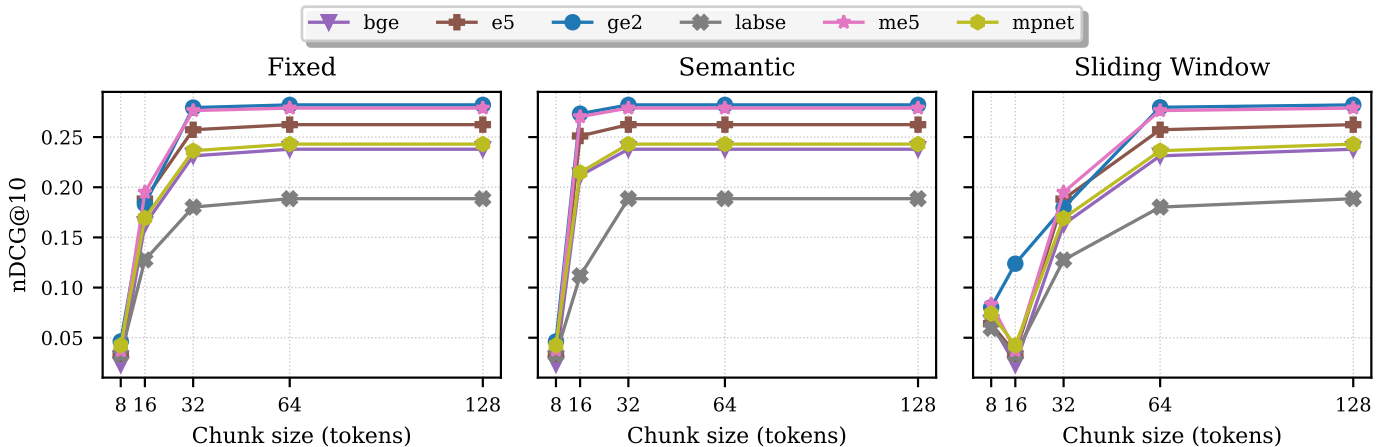 bge e5 ge2 labse me5 mpnet
Fixed Semantic Sliding Window
nDCG@10
0.25
0.20
0.15
0.10
0.05
8 16 32 64 128 8 16 32 64 128 8 16 32 64 128
Chunk size (tokens) Chunk size (tokens) Chunk size (tokens)